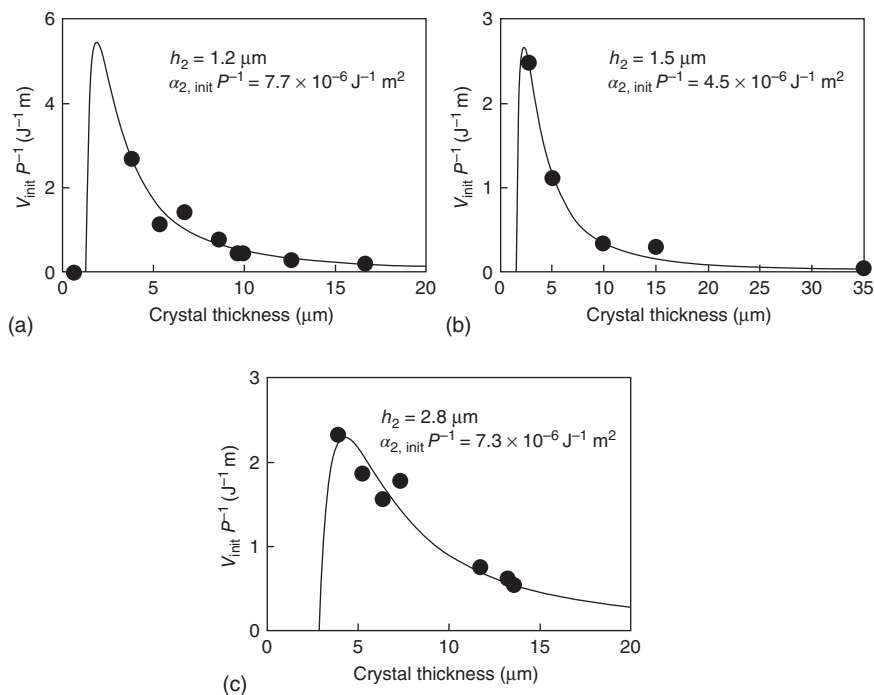 6
4
2
0
V_init P⁻¹ (J⁻¹ m)
h₂ = 1.2 μm
α₂, init P⁻¹ = 7.7 × 10⁻⁶ J⁻¹ m²
0 5 10 15 20
Crystal thickness (μm)
(a)
3
2
1
0
V_init P⁻¹ (J⁻¹ m)
h₂ = 1.5 μm
α₂, init P⁻¹ = 4.5 × 10⁻⁶ J⁻¹ m²
0 5 10 15 20 25 30 35
Crystal thickness (μm)
(b)
3
2
1
0
V_init P⁻¹ (J⁻¹ m)
h₂ = 2.8 μm
α₂, init P⁻¹ = 7.3 × 10⁻⁶ J⁻¹ m²
0 5 10 15 20
Crystal thickness (μm)
(c)